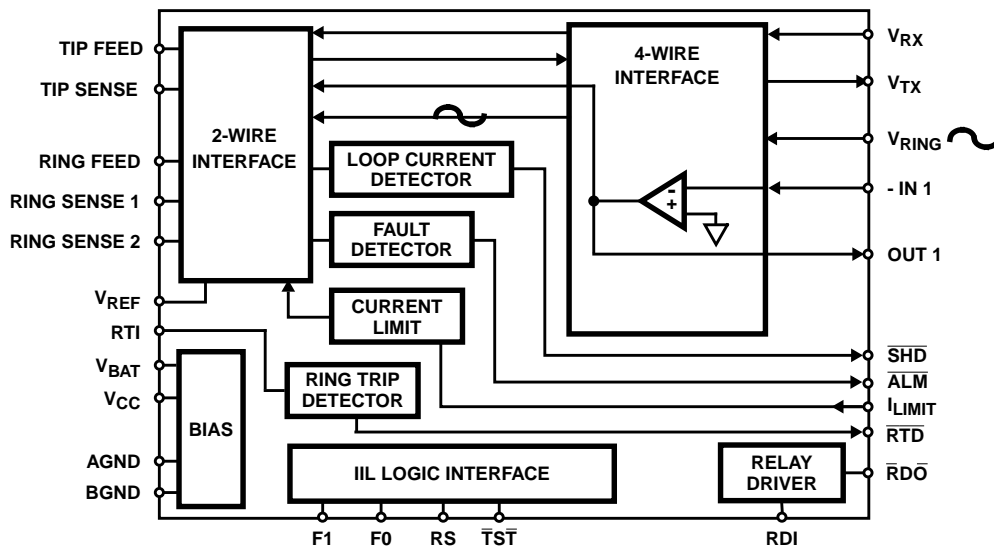 TIP FEED
TIP SENSE
RING FEED
RING SENSE 1
RING SENSE 2
VREF
RTI
VBAT
VCC
AGND
BGND
2-WIRE
INTERFACE
4-WIRE
INTERFACE
LOOP CURRENT
DETECTOR
FAULT
DETECTOR
CURRENT
LIMIT
RING TRIP
DETECTOR
BIAS
IIL LOGIC INTERFACE
RELAY
DRIVER
-
+
VRX
VTX
VRING
- IN 1
OUT 1
SHD
ALM
ILIMIT
RTD
RDO
F1
F0
RS
TST
RDI